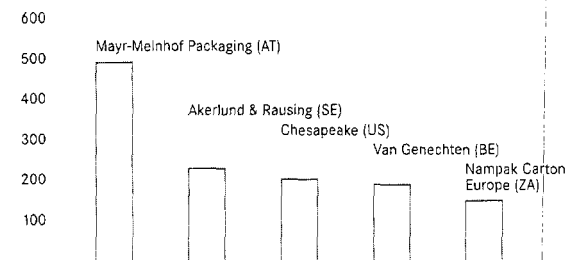 600
Mayr-Melnhof Packaging (AT)
500
400
Akerlund & Rausing (SE)
Chesapeake (US)
300
Van Genechten (BE)
Nampak Carton
Europe (ZA)
200
100